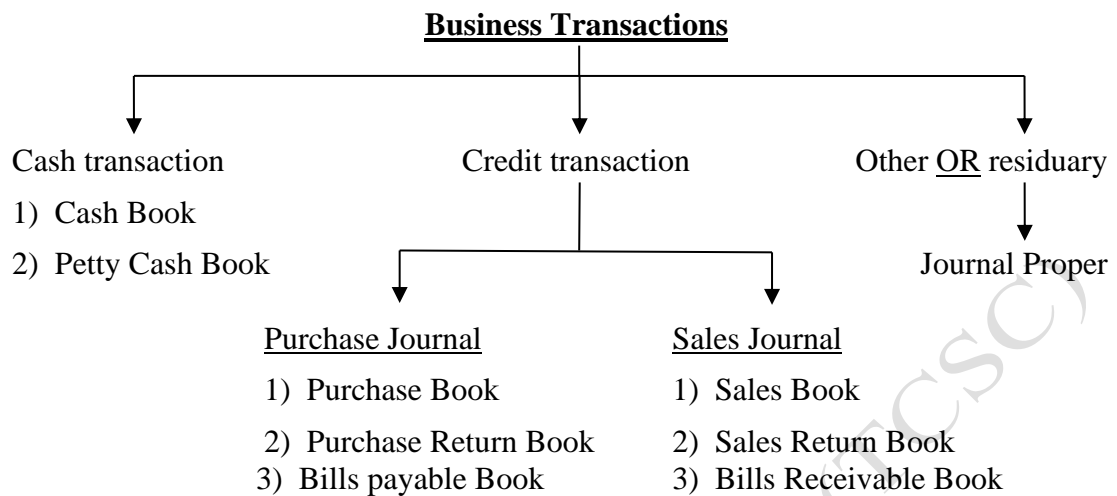 Business Transactions
Cash transaction
1) Cash Book
2) Petty Cash Book
Credit transaction
Purchase Journal
1) Purchase Book
2) Purchase Return Book
3) Bills payable Book
Sales Journal
1) Sales Book
2) Sales Return Book
3) Bills Receivable Book
Other OR residuary
Journal Proper
(TCSC)